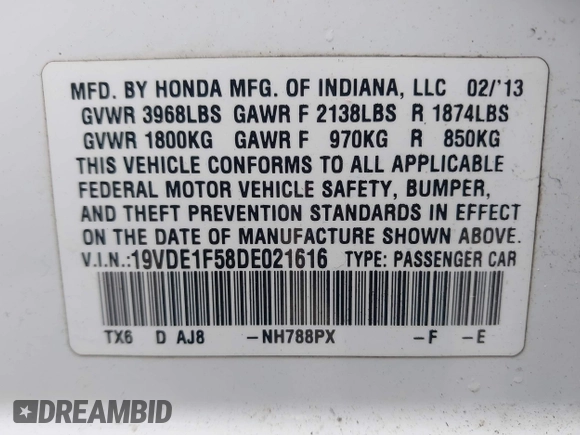 MFD. BY HONDA MFG. OF INDIANA, LLC 02/'13
GVWR 3968LBS GAWR F 2138LBS R 1874LBS
GVWR 1800KG GAWR F 970KG R 850KG
THIS VEHICLE CONFORMS TO ALL APPLICABLE
FEDERAL MOTOR VEHICLE SAFETY, BUMPER,
AND THEFT PREVENTION STANDARDS IN EFFECT
ON THE DATE OF MANUFACTURE SHOWN ABOVE.
V.I.N.:19VDE1F58DE021616 TYPE: PASSENGER CAR
TX6 D AJ8 -NH788PX -F -E
DREAMBID